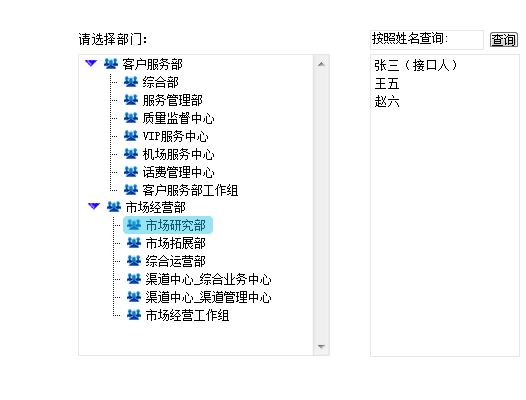 请选择部门：
客户服务部
综合部
服务管理部
质量监督中心
VIP服务中心
机场服务中心
话费管理中心
客户服务部工作组
市场经营部
市场研究部
市场拓展部
综合运营部
渠道中心_综合业务中心
渠道中心_渠道管理中心
市场经营工作组
按照姓名查询: 查询
张三（接口人）
王五
赵六